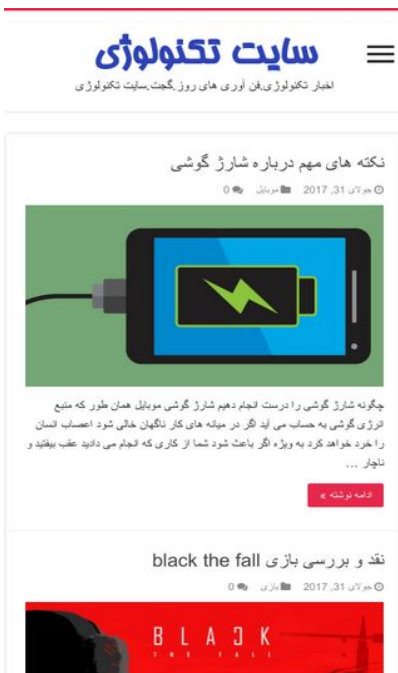 سایت تکنولوژی
اخبار تکنولوژی،فن آوری های روز.گجت.سایت تکنولوژی
نکته های مهم درباره شارژ گوشی
جولای 31, 2017 موبایل 0
چگونه شارژ گوشی را درست انجام دهیم شارژ گوشی موبایل همان طور که منبع
انرژی گوشی به حساب می آید اگر در میانه های کار ناگهان خالی شود اعصاب انسان
را خرد خواهد کرد به ویژه اگر باعث شود شما از کاری که انجام می دادید عقب بیفتید و
ناچار ...
ادامه نوشته »
نقد و بررسی بازی black the fall
جولای 31, 2017 بازی 0
BLACK
THE FALL